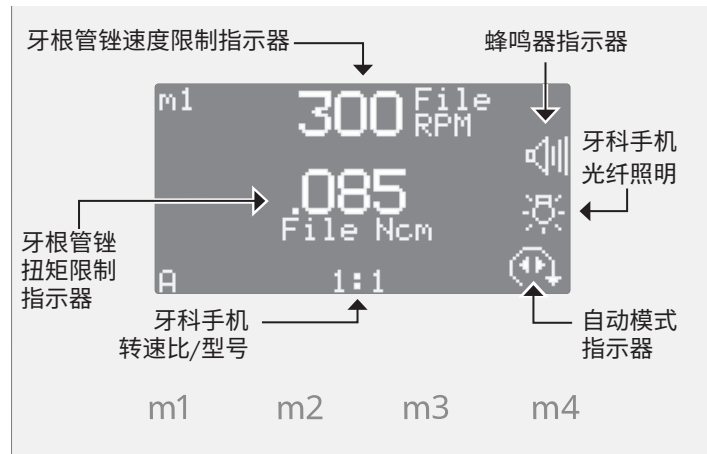 牙根管锉速度限制指示器
蜂鸣器指示器
m1
300 File
RPM
牙科手机
光纤照明
.085
File Ncm
牙根管锉
扭矩限制
指示器
A
1:1
牙科手机
转速比/型号
自动模式
指示器
m1 m2 m3 m4